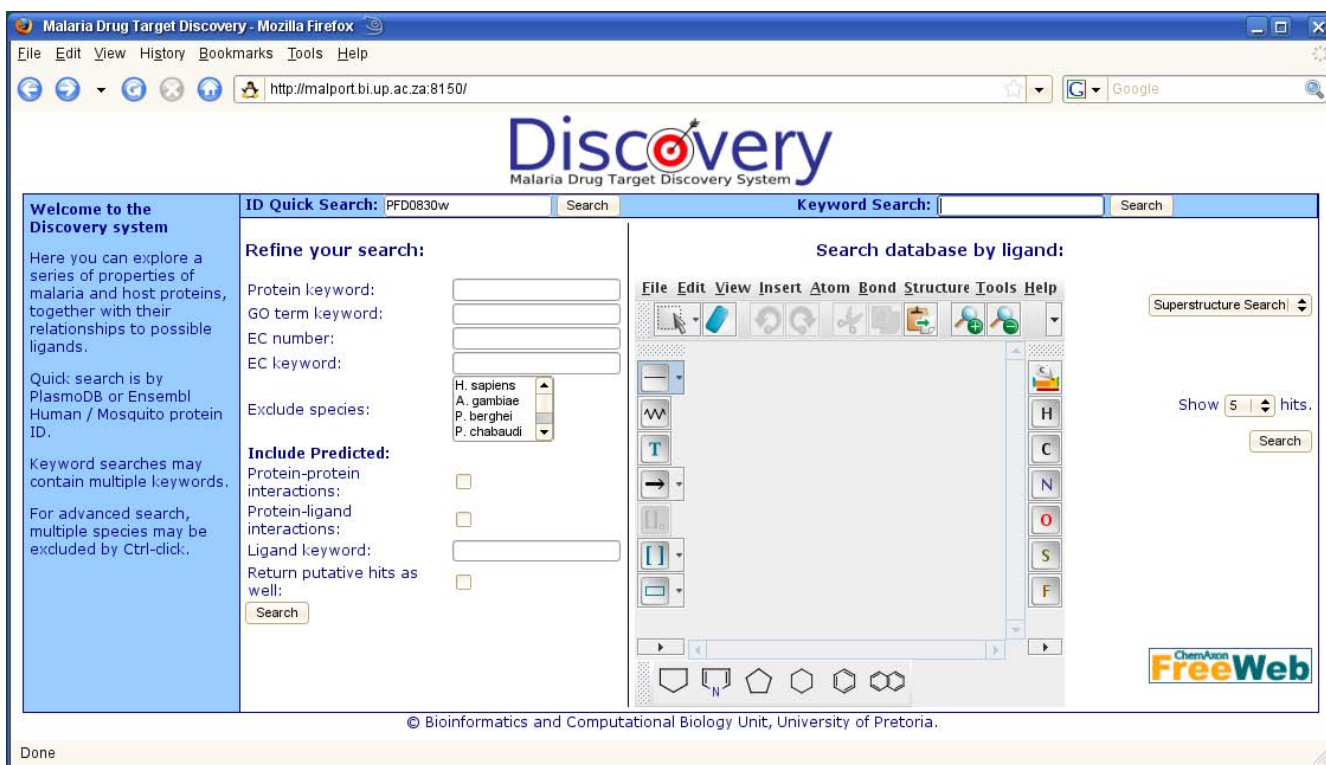 Malaria Drug Target Discovery - Mozilla Firefox
File Edit View History Bookmarks Tools Help
http://malport.bi.up.ac.za:8150/
G Google
Discovery
Malaria Drug Target Discovery System
Welcome to the
Discovery system
Here you can explore a
series of properties of
malaria and host proteins,
together with their
relationships to possible
ligands.
Quick search is by
PlasmoDB or Ensembl
Human / Mosquito protein
ID.
Keyword searches may
contain multiple keywords.
For advanced search,
multiple species may be
excluded by Ctrl-click.
ID Quick Search: PFD0830w Search
Keyword Search: Search
Refine your search:
Protein keyword:
GO term keyword:
EC number:
EC keyword:
Exclude species:
H. sapiens
A. gambiae
P. berghei
P. chabaudi
Include Predicted:
Protein-protein
interactions:
Protein-ligand
interactions:
Ligand keyword:
Return putative hits as
well:
Search
Search database by ligand:
File Edit View Insert Atom Bond Structure Tools Help
T
[ ]n
[ ]
H
C
N
O
S
F
N
Superstructure Search
Show 5 hits.
Search
ChemAxon
FreeWeb
© Bioinformatics and Computational Biology Unit, University of Pretoria.
Done